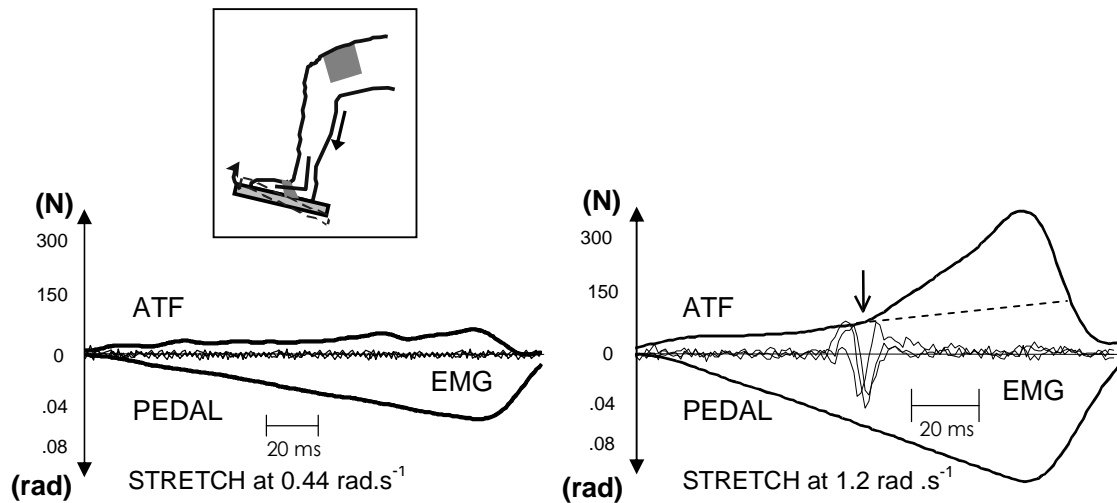 (N)
300
150
0
.04
.08
(rad)
ATF
EMG
PEDAL
20 ms
STRETCH at 0.44 rad.s⁻¹
(N)
300
150
0
.04
.08
(rad)
ATF
EMG
PEDAL
20 ms
STRETCH at 1.2 rad .s⁻¹